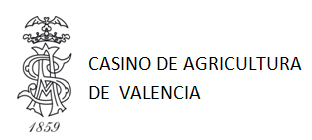 CASINO DE AGRICULTURA
DE VALENCIA
1859